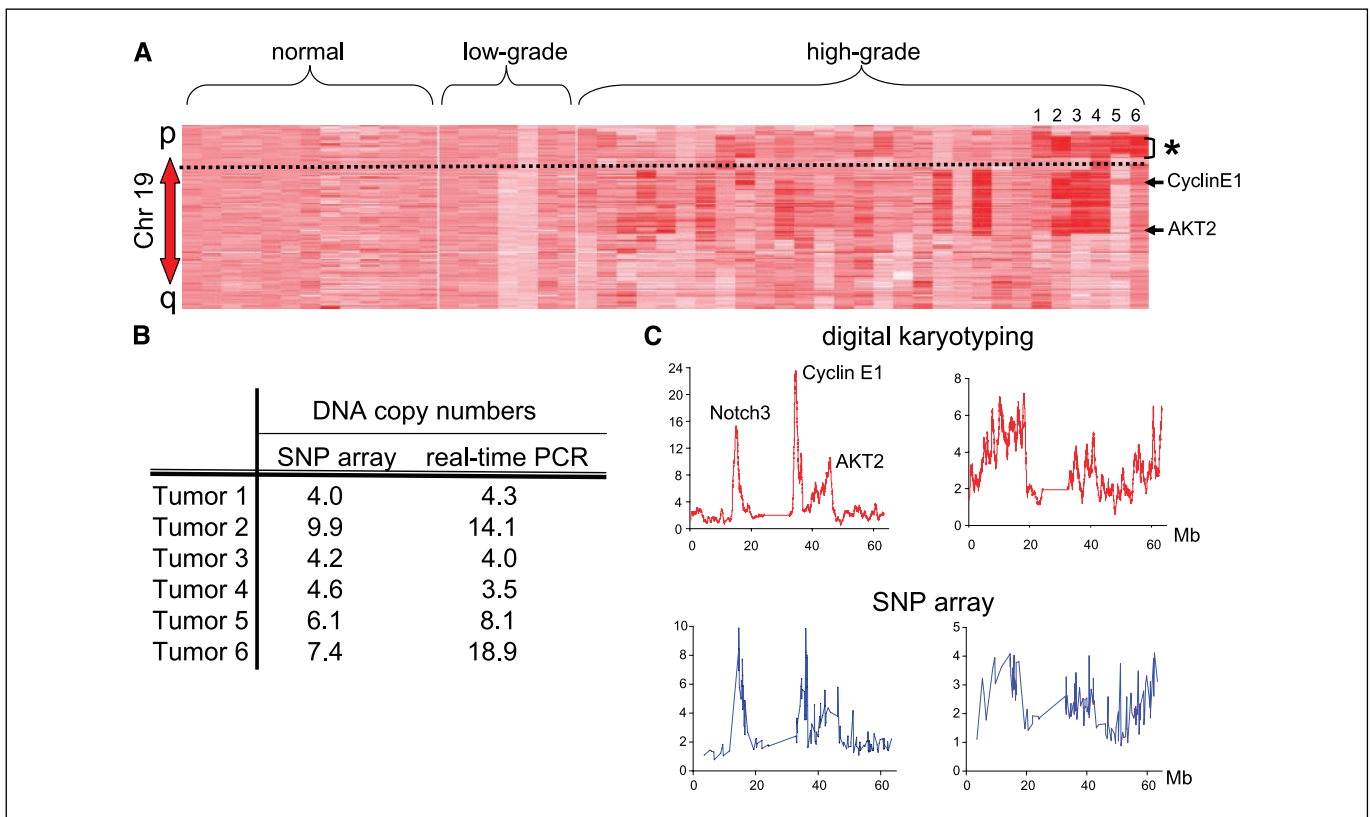 A
normal low-grade high-grade
1 2 3 4 5 6
p
*
Chr 19
CyclinE1
AKT2
q
B
DNA copy numbers
SNP array real-time PCR
Tumor 1 4.0 4.3
Tumor 2 9.9 14.1
Tumor 3 4.2 4.0
Tumor 4 4.6 3.5
Tumor 5 6.1 8.1
Tumor 6 7.4 18.9
C
digital karyotyping
24
20
16
12
8
4
0
Notch3
Cyclin E1
AKT2
0 20 40 60
8
6
4
2
0
0 20 40 60 Mb
SNP array
10
8
6
4
2
0
0 20 40 60
5
4
3
2
1
0
0 20 40 60 Mb